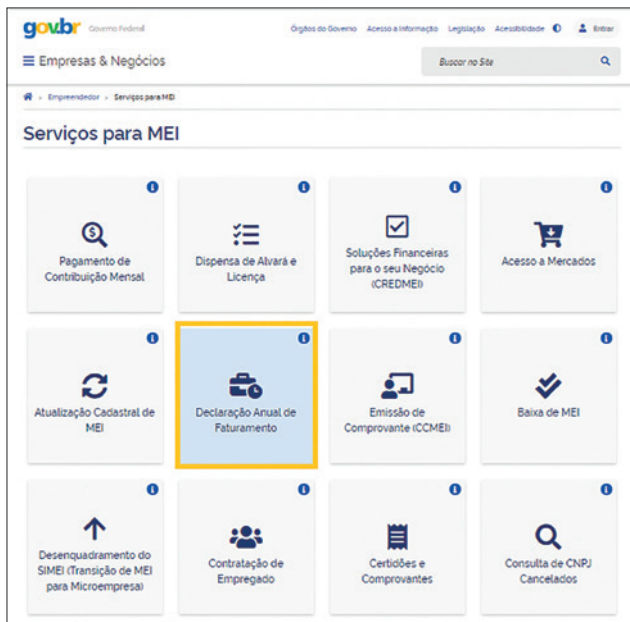 gov.br Governo Federal Órgãos do Governo Acesso à Informação Legislação Acessibilidade Entrar
Empresas & Negócios Buscar no Site
Empreendedor > Serviços para MEI
Serviços para MEI
Pagamento de
Contribuição Mensal
Dispensa de Alvará e
Licença
Soluções Financeiras
para o seu Negócio
(CREDMEI)
Acesso a Mercados
Atualização Cadastral de
MEI
Declaração Anual de
Faturamento
Emissão de
Comprovante (CCMEI)
Baixa de MEI
Desenquadramento do
SIMEI (Transição de MEI
para Microempresa)
Contratação de
Empregado
Certidões e
Comprovantes
Consulta de CNPJ
Cancelados